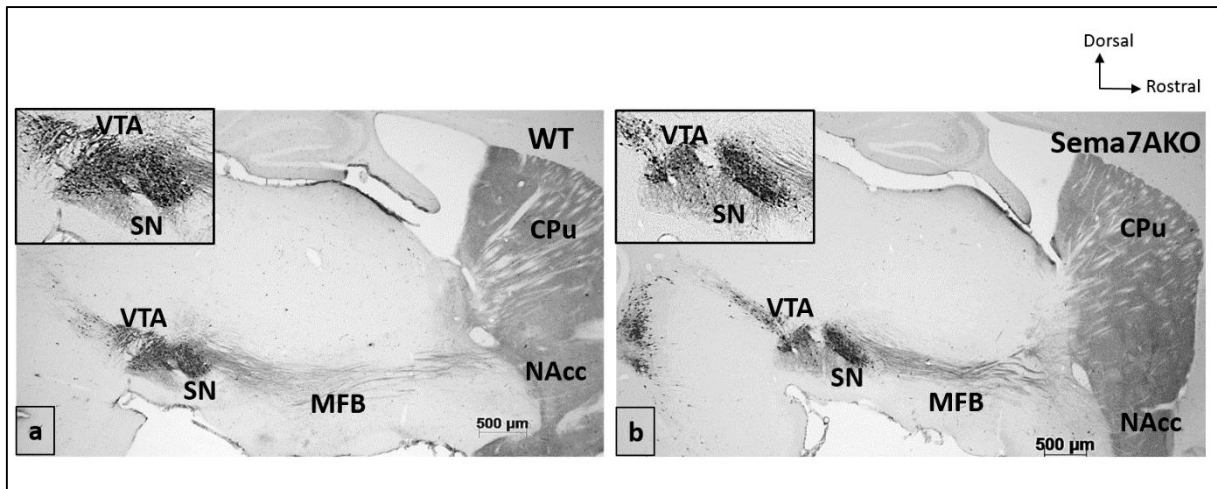 Dorsal
Rostral
VTA
WT
SN
CPu
VTA
SN
MFB
NAcc
a
500 µm
VTA
Sema7AKO
SN
CPu
VTA
SN
MFB
NAcc
b
500 µm